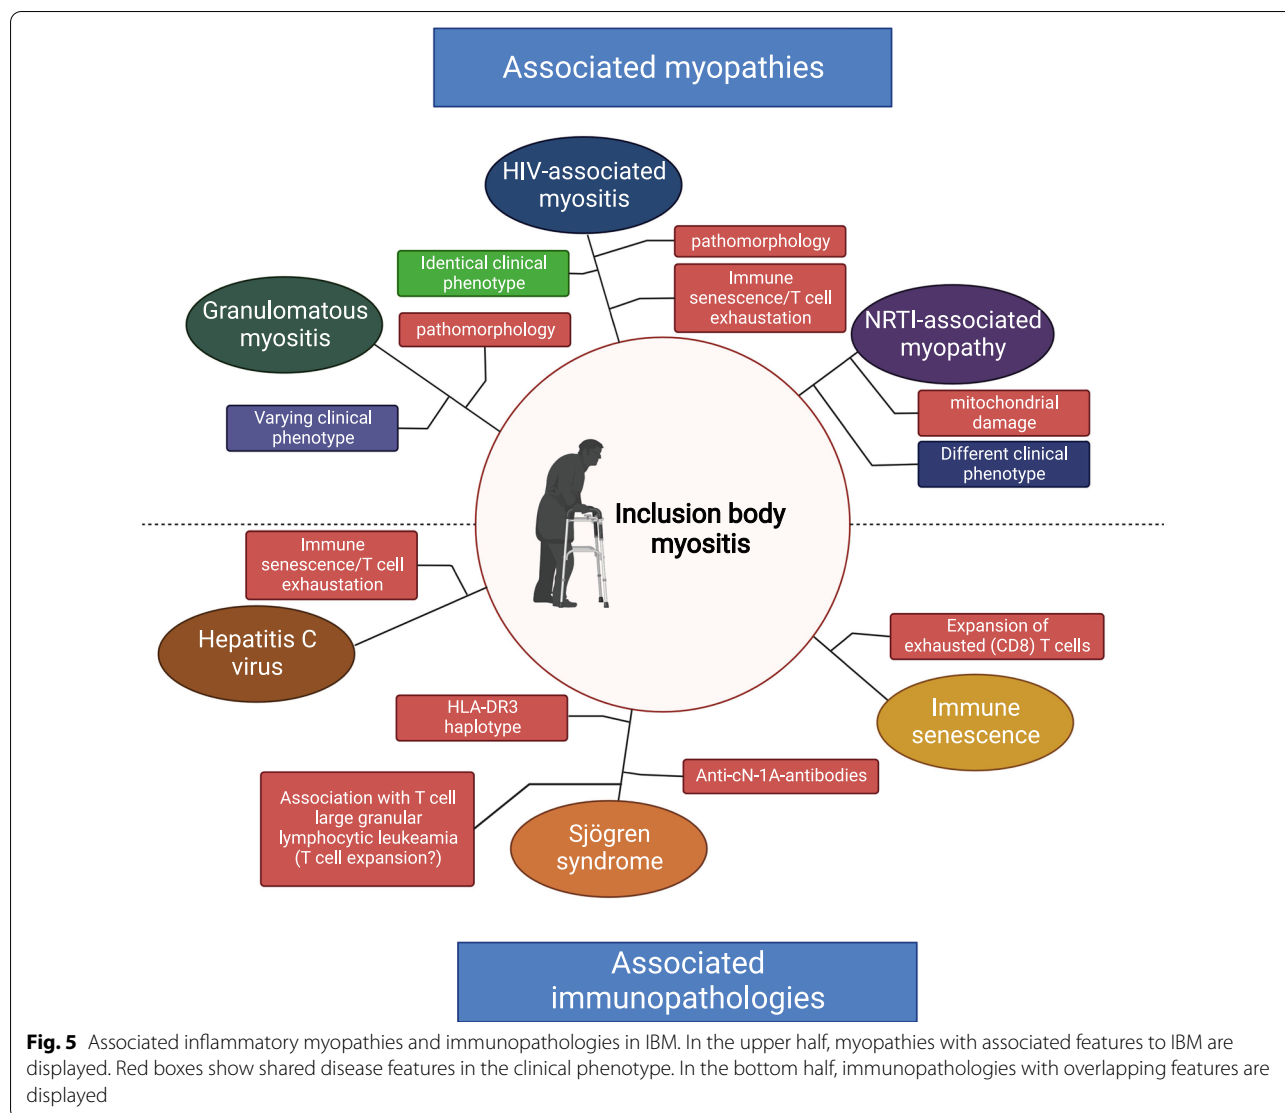 Associated myopathies
HIV-associated
myositis
pathomorphology
Identical clinical
phenotype
Immune
senescence/T cell
exhaustation
Granulomatous
myositis
pathomorphology
NRTI-associated
myopathy
Varying clinical
phenotype
mitochondrial
damage
Different clinical
phenotype
Inclusion body
myositis
Immune
senescence/T cell
exhaustation
Hepatitis C
virus
Expansion of
exhausted (CD8) T cells
Immune
senescence
HLA-DR3
haplotype
Anti-cN-1A-antibodies
Association with T cell
large granular
lymphocytic leukeamia
(T cell expansion?)
Sjögren
syndrome
Associated
immunopathologies
Fig. 5 Associated inflammatory myopathies and immunopathologies in IBM. In the upper half, myopathies with associated features to IBM are
displayed. Red boxes show shared disease features in the clinical phenotype. In the bottom half, immunopathologies with overlapping features are
displayed